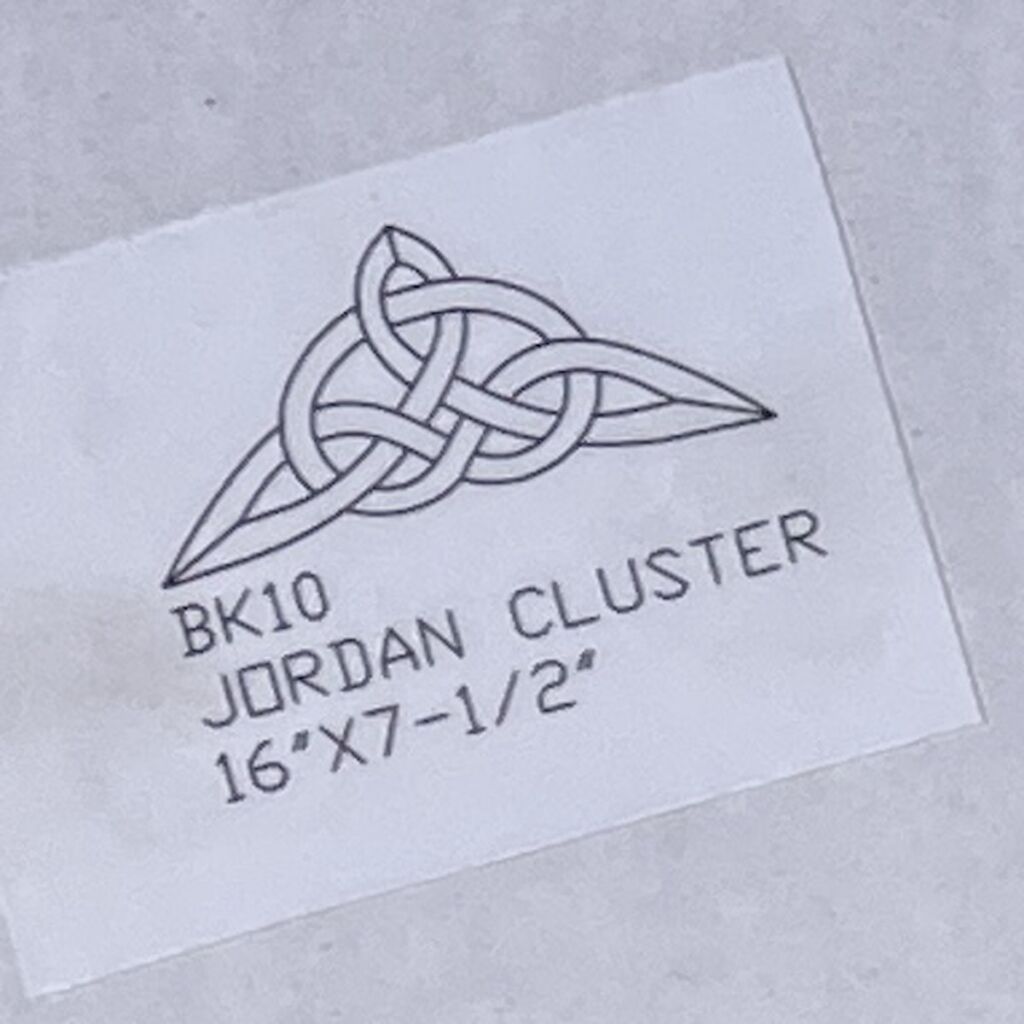 BK10
JORDAN CLUSTER
16"X7-1/2"